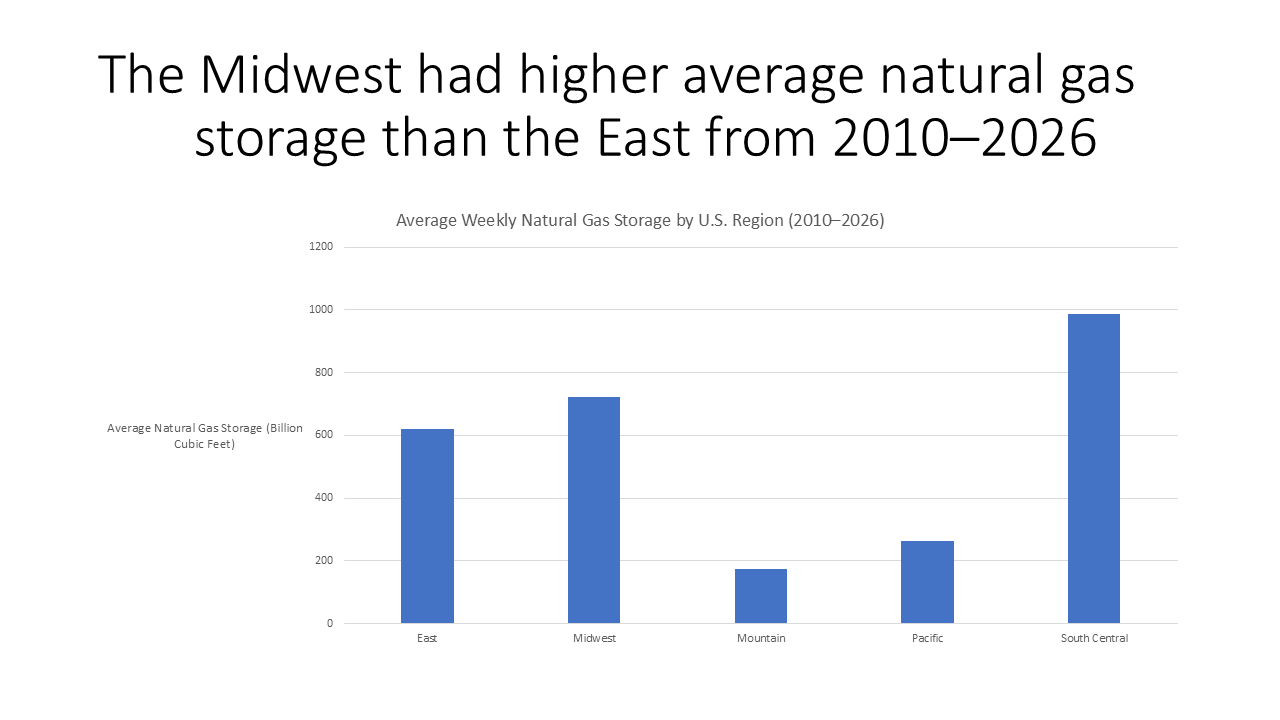 The Midwest had higher average natural gas
storage than the East from 2010–2026
Average Weekly Natural Gas Storage by U.S. Region (2010–2026)
1200
1000
800
600
400
200
0
Average Natural Gas Storage (Billion
Cubic Feet)
East
Midwest
Mountain
Pacific
South Central